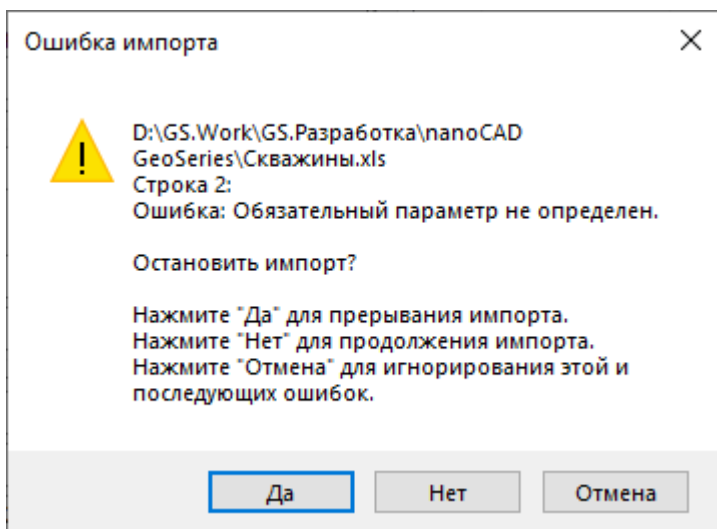 Ошибка импорта
D:\GS.Work\GS.Разработка\nanoCAD
GeoSeries\Скважины.xls
Строка 2:
Ошибка: Обязательный параметр не определен.
Остановить импорт?
Нажмите "Да" для прерывания импорта.
Нажмите "Нет" для продолжения импорта.
Нажмите "Отмена" для игнорирования этой и
последующих ошибок.
Да
Нет
Отмена